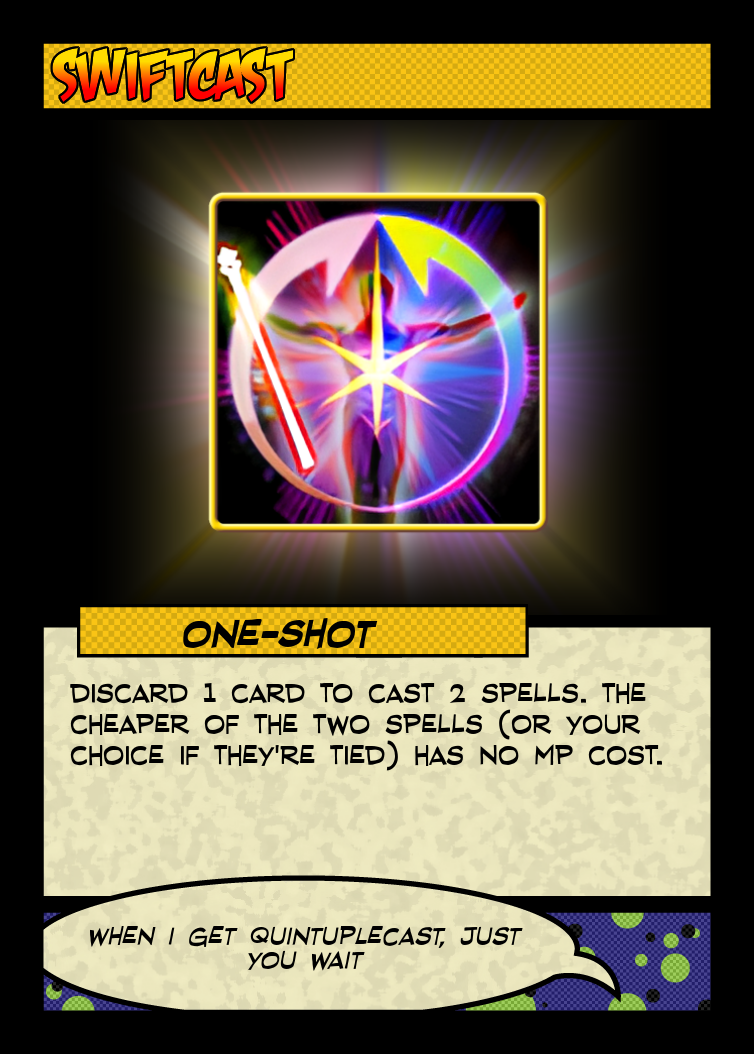 SWIFTCAST
ONE-SHOT
DISCARD 1 CARD TO CAST 2 SPELLS. THE
CHEAPER OF THE TWO SPELLS (OR YOUR
CHOICE IF THEY'RE TIED) HAS NO MP COST.
WHEN I GET QUINTUPLECAST, JUST
YOU WAIT